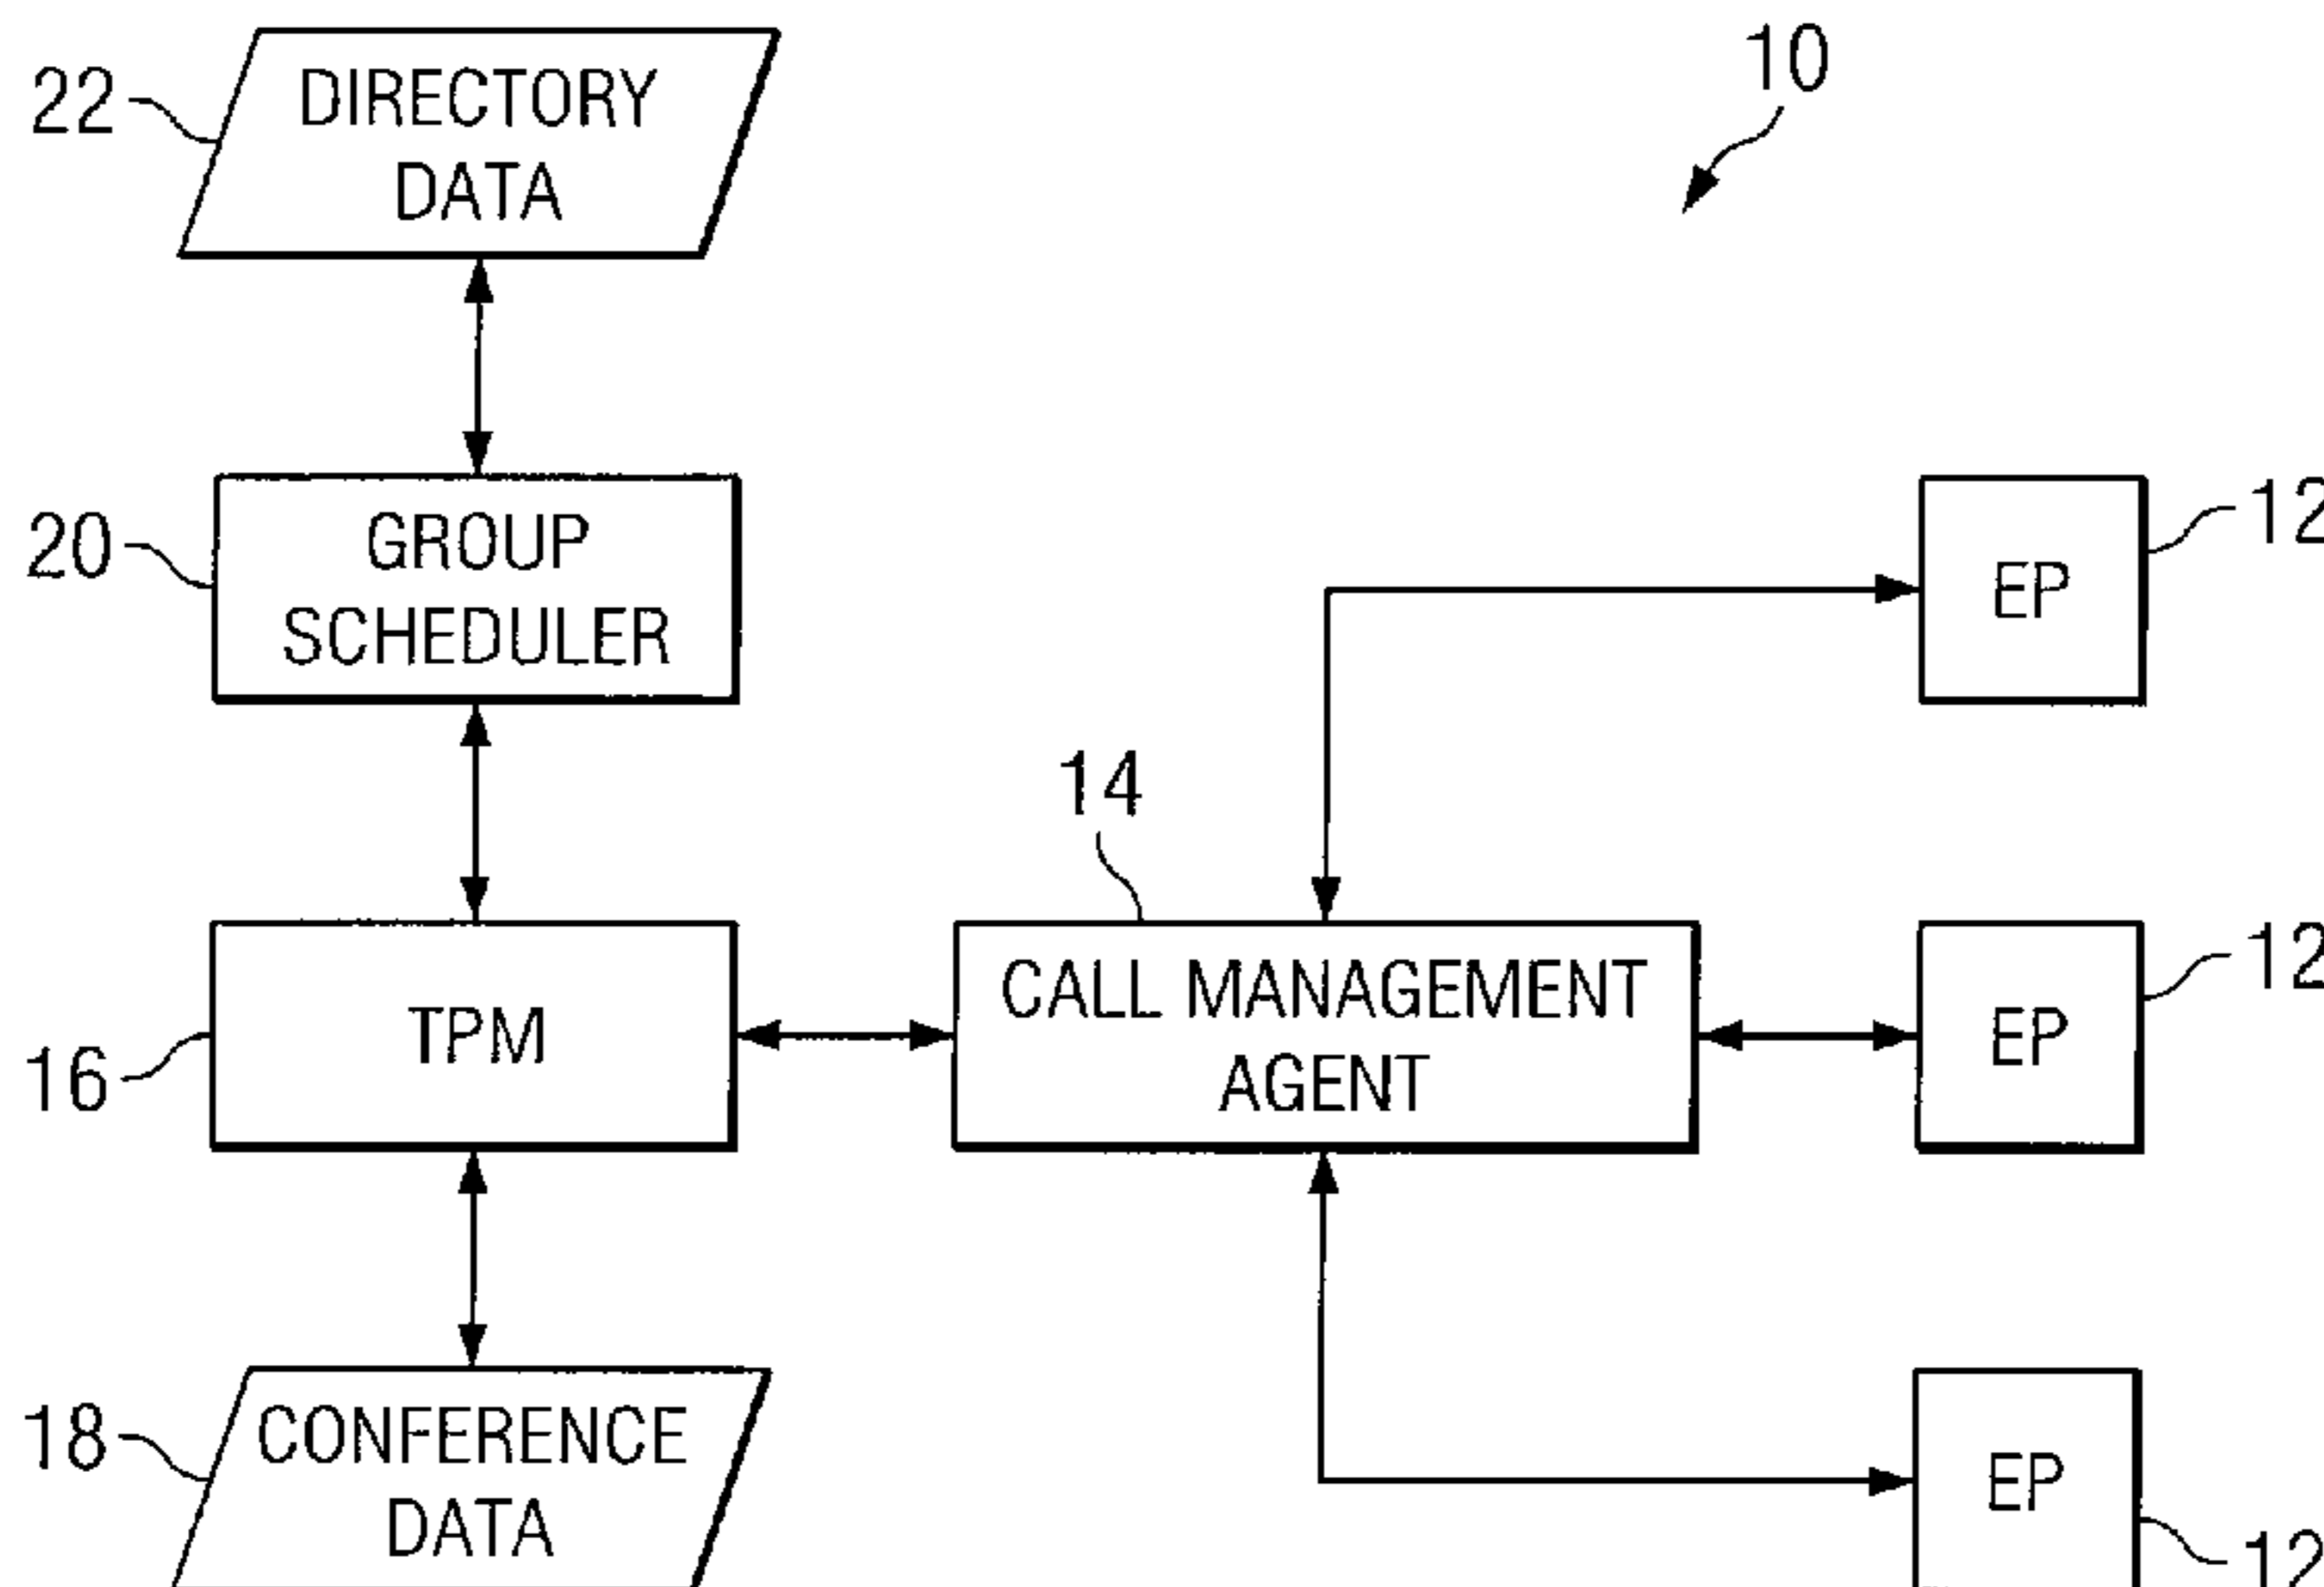 10
22
DIRECTORY
DATA
20
GROUP
SCHEDULER
EP
12
14
16
TPM
CALL MANAGEMENT
AGENT
EP
12
18
CONFERENCE
DATA
EP
12